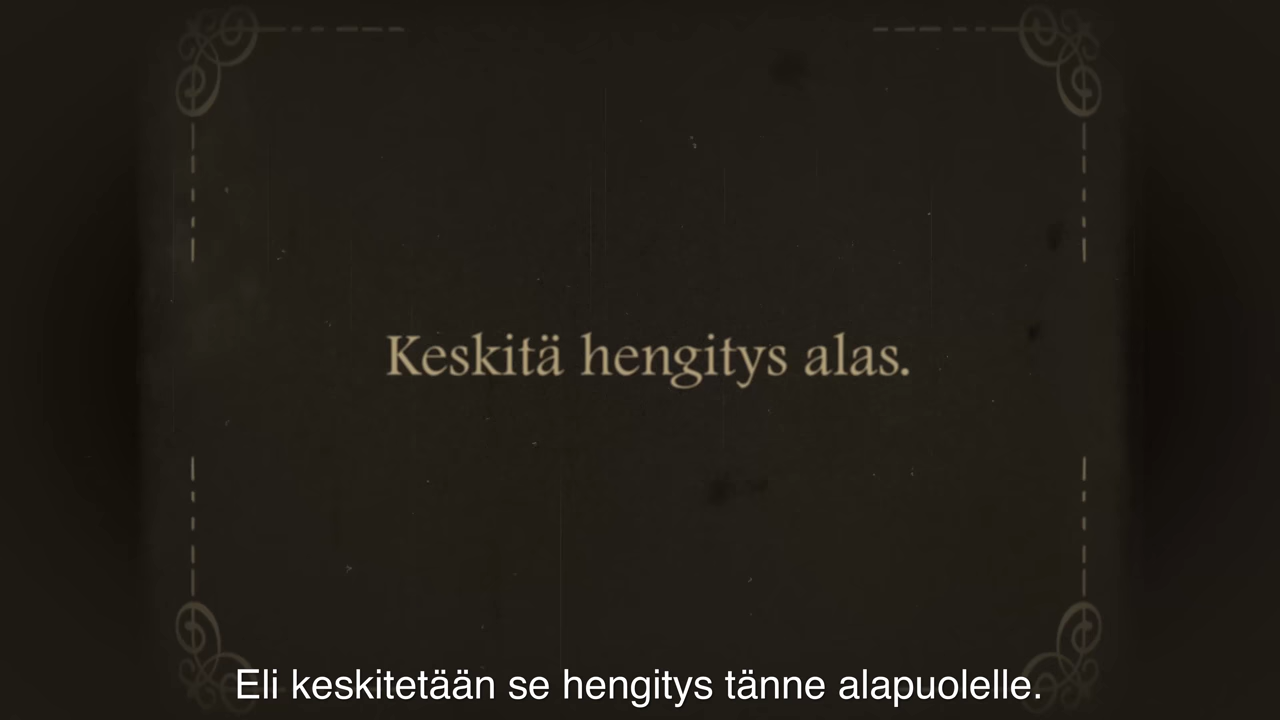 Keskitä hengitys alas.
Eli keskitetään se hengitys tänne alapuolelle.